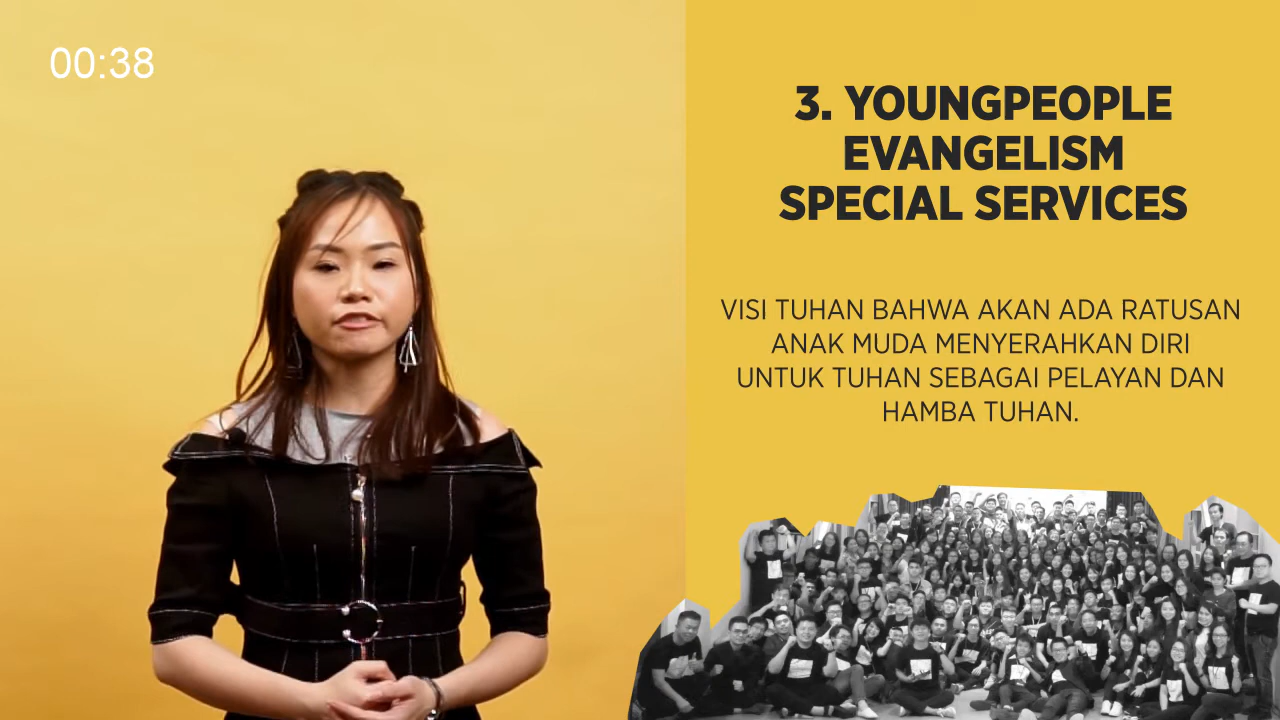 00:38
3. YOUNGPEOPLE
EVANGELISM
SPECIAL SERVICES
VISI TUHAN BAHWA AKAN ADA RATUSAN
ANAK MUDA MENYERAHKAN DIRI
UNTUK TUHAN SEBAGAI PELAYAN DAN
HAMBA TUHAN.